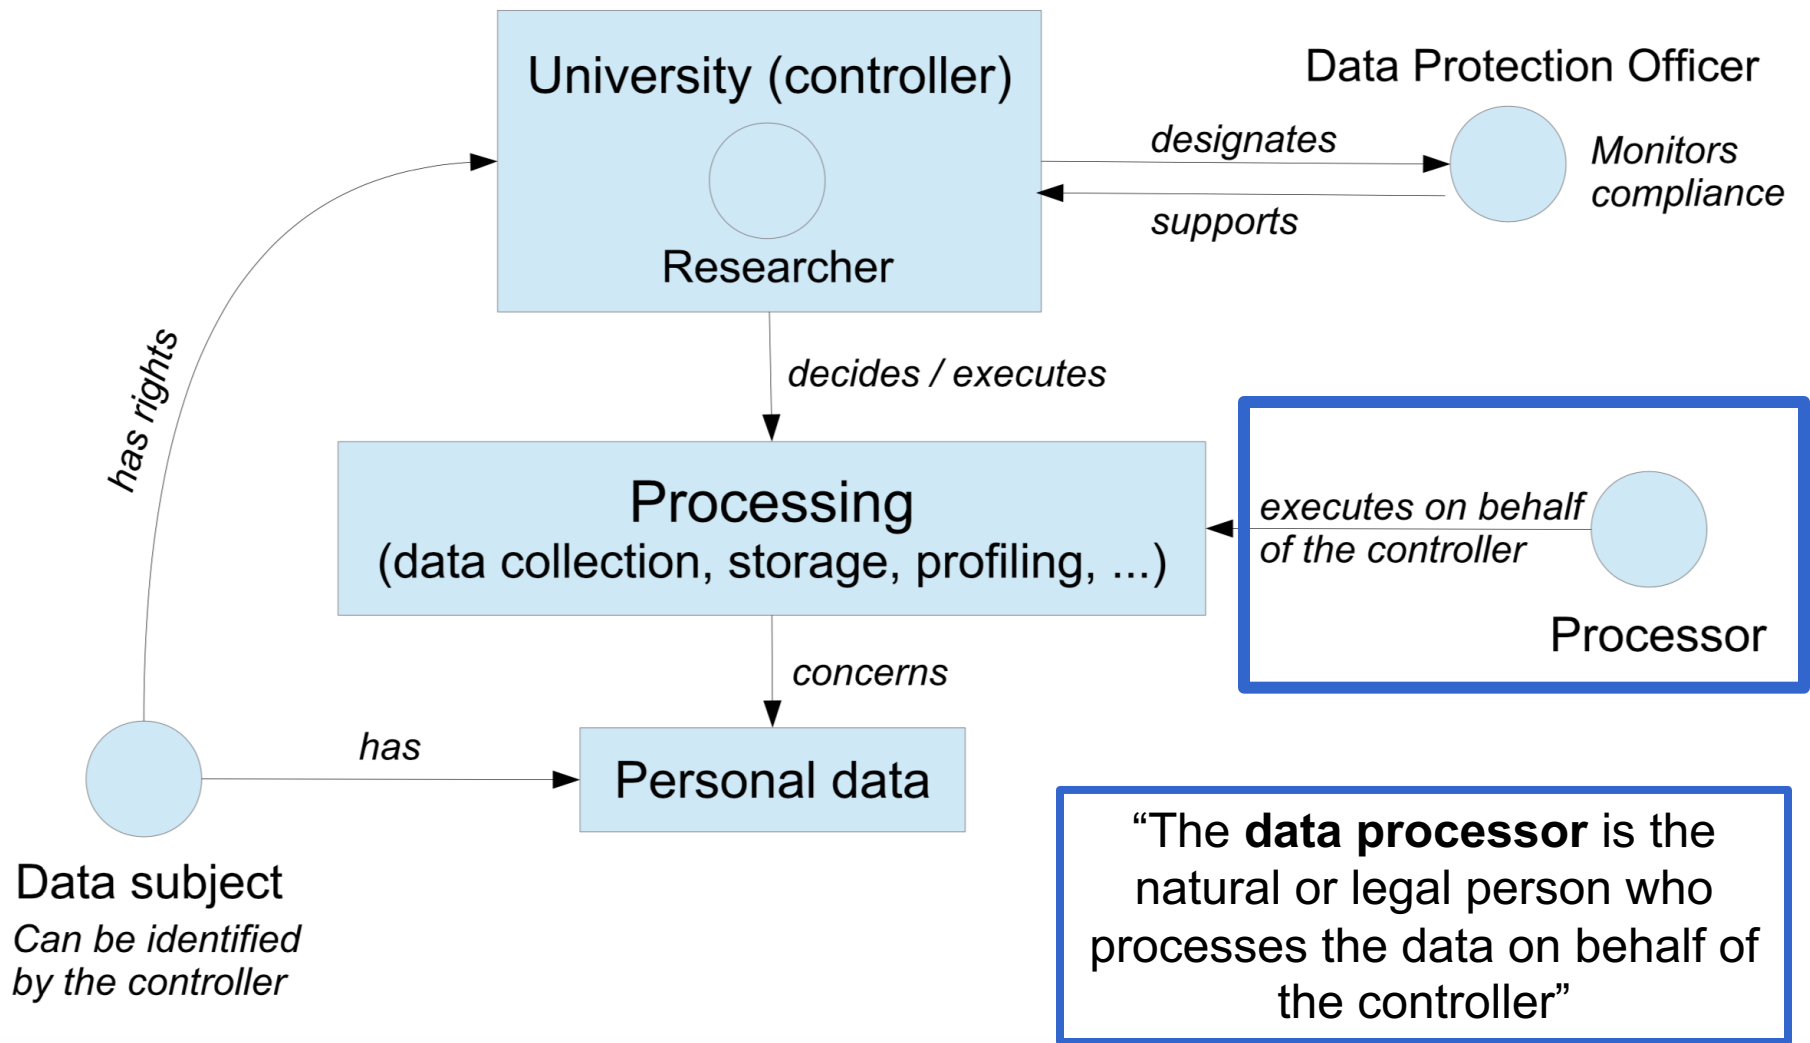 University (controller)
Researcher
Data Protection Officer
designates
Monitors
compliance
supports
has rights
decides / executes
Processing
(data collection, storage, profiling, ...)
executes on behalf
of the controller
Processor
concerns
has
Personal data
Data subject
Can be identified
by the controller
“The data processor is the
natural or legal person who
processes the data on behalf of
the controller”